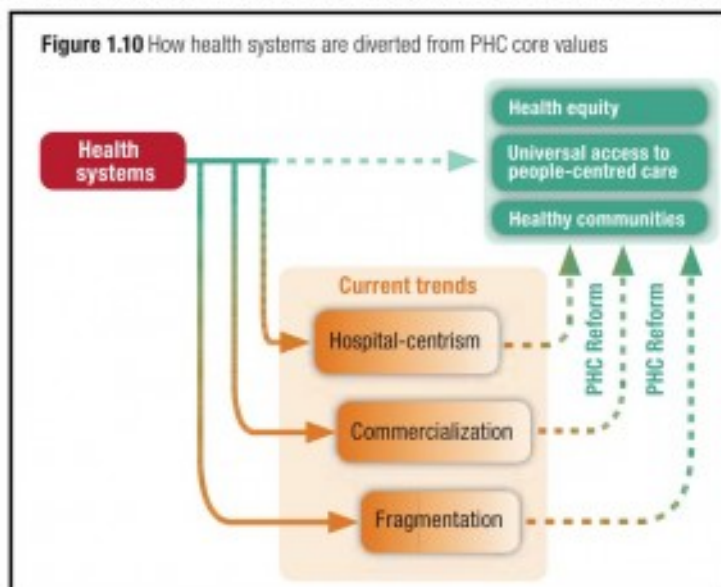 Figure 1.10 How health systems are diverted from PHC core values
Health
systems
Health equity
Universal access to
people-centred care
Healthy communities
Current trends
Hospital-centrism
Commercialization
Fragmentation
PHC Reform
PHC Reform